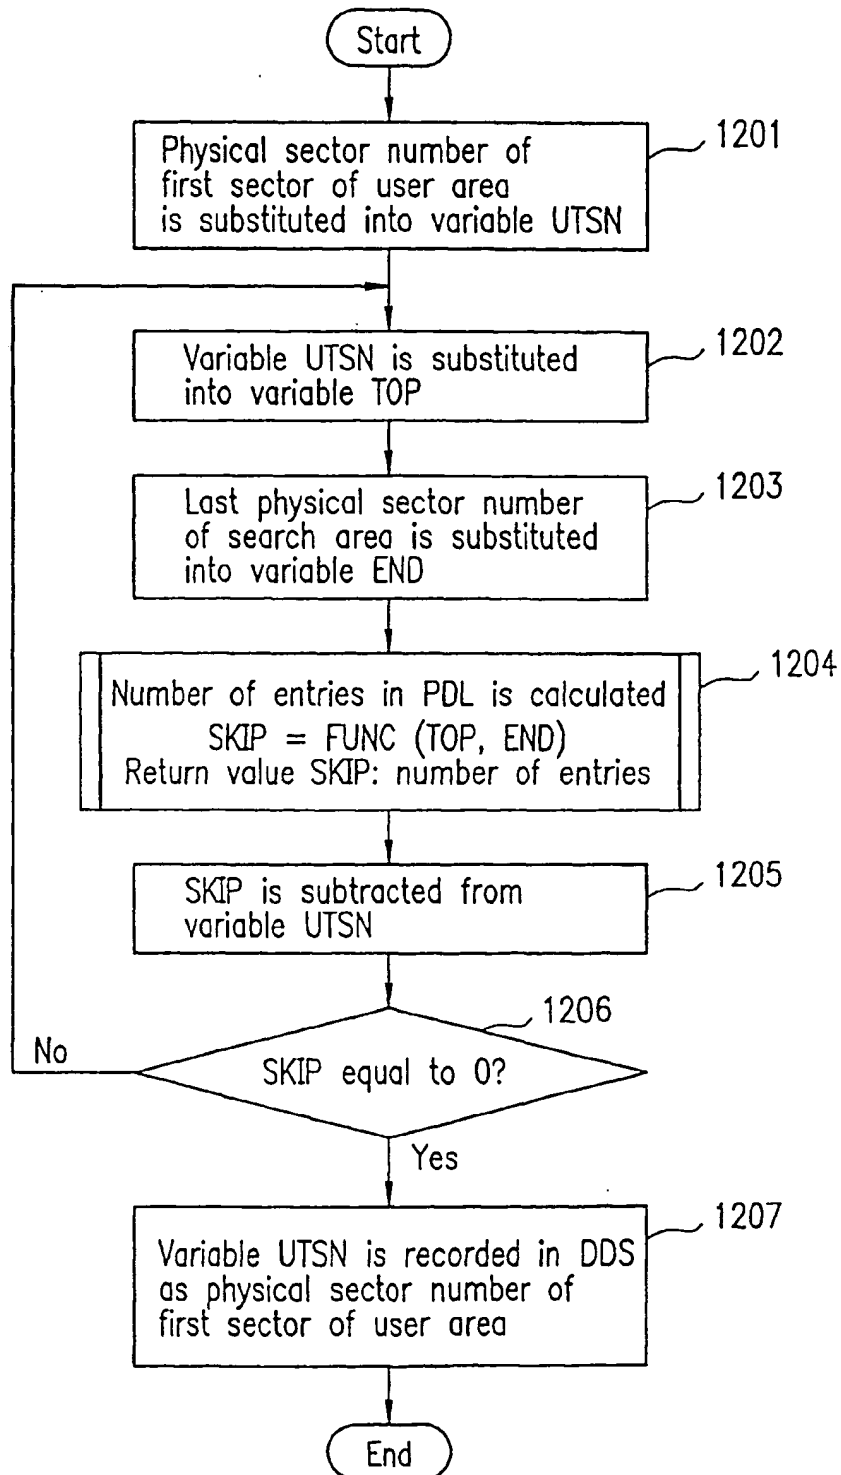 Start
1201
Physical sector number of
first sector of user area
is substituted into variable UTSN
1202
Variable UTSN is substituted
into variable TOP
1203
Last physical sector number
of search area is substituted
into variable END
1204
Number of entries in PDL is calculated
SKIP = FUNC (TOP, END)
Return value SKIP: number of entries
1205
SKIP is subtracted from
variable UTSN
1206
No
SKIP equal to 0?
Yes
1207
Variable UTSN is recorded in DDS
as physical sector number of
first sector of user area
End